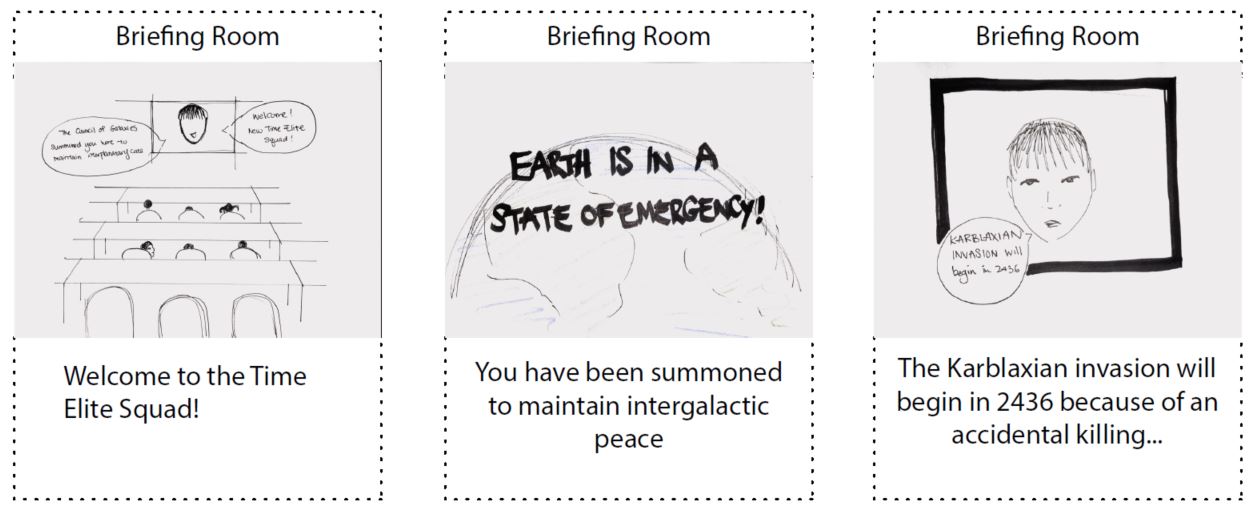 Briefing Room
The Council of Galaxies
summoned you here to
maintain interplanetary
Welcome!
New Time Elite
Squad!
Welcome to the Time
Elite Squad!
Briefing Room
EARTH IS IN A
STATE OF EMERGENCY!
You have been summoned
to maintain intergalactic
peace
Briefing Room
KARBLAXIAN
INVASION will
begin in 2436
The Karblaxian invasion will
begin in 2436 because of an
accidental killing...